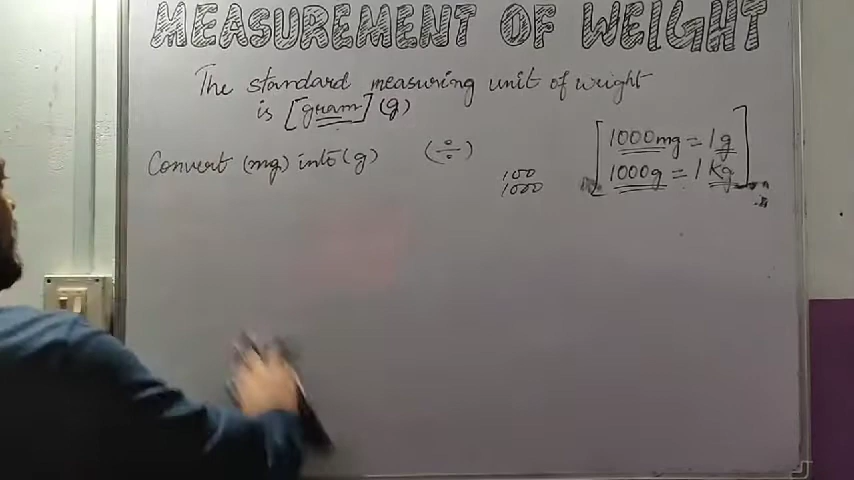 MEASUREMENT OF WEIGHT
The standard measuring unit of weight
is [gram] (g)
Convert (mg) into (g) (÷)
100
1000
1000mg = 1g
1000g = 1 Kg